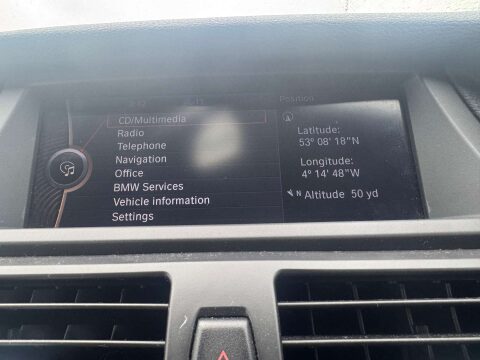 CD/Multimedia
Radio
Telephone
Navigation
Office
BMW Services
Vehicle information
Settings
Position
Latitude:
53° 08' 18"N
Longitude:
4° 14' 48"W
N Altitude 50 yd